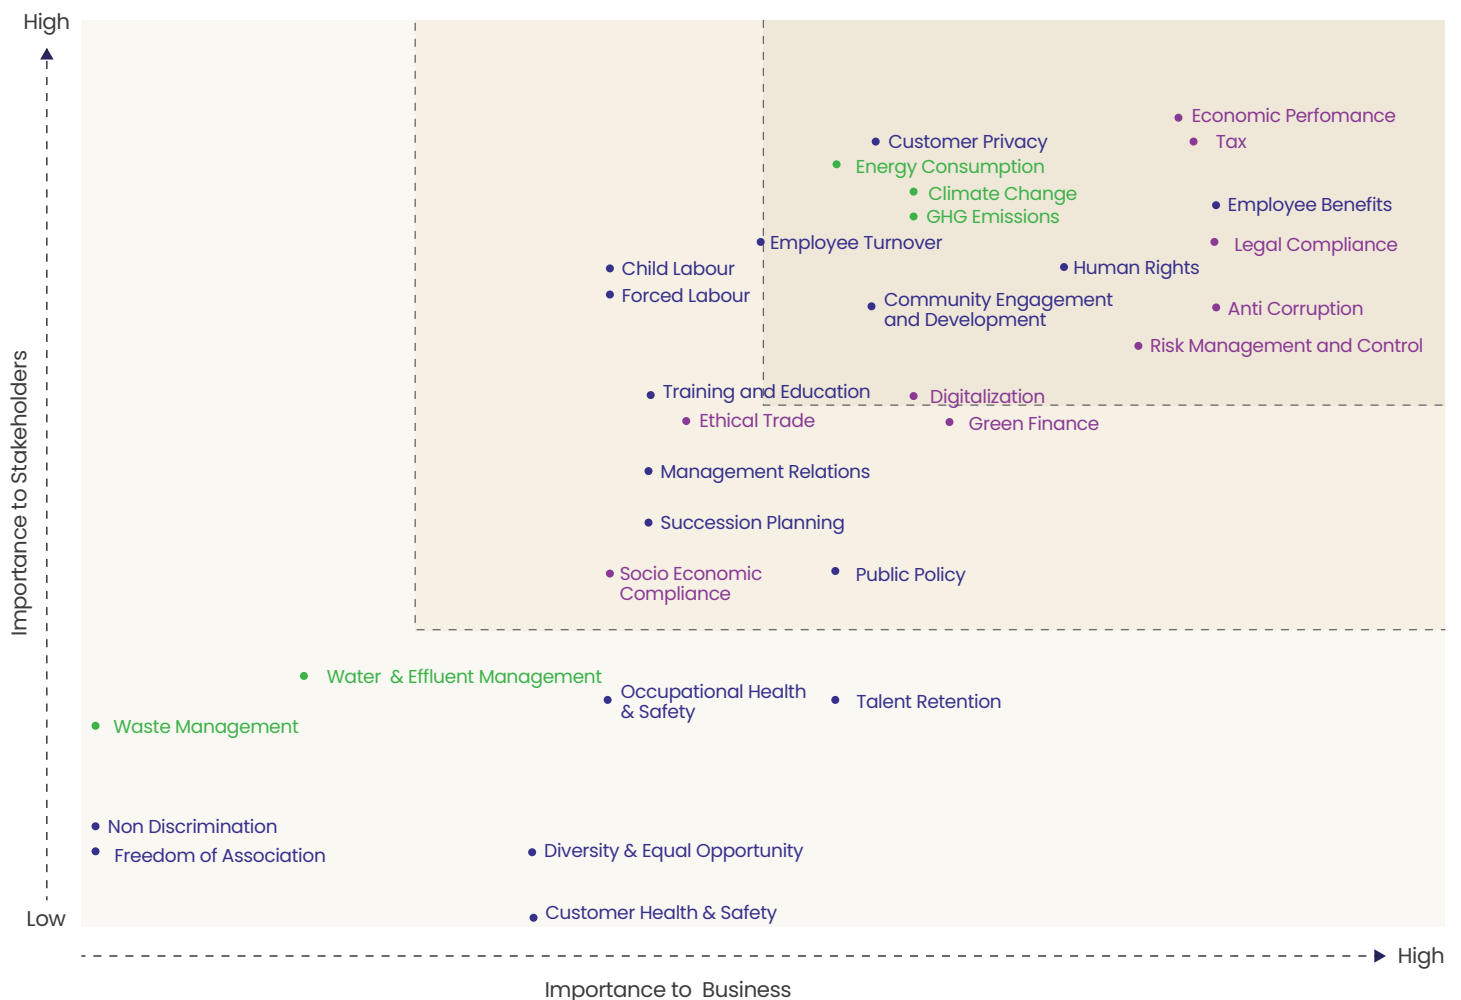 High
Economic Perfomance
Customer Privacy
Tax
Energy Consumption
Climate Change
Employee Benefits
GHG Emissions
Employee Turnover
Legal Compliance
Child Labour
Human Rights
Forced Labour
Community Engagement
and Development
Anti Corruption
Risk Management and Control
Training and Education
Digitalization
Ethical Trade
Green Finance
Management Relations
Succession Planning
Socio Economic
Compliance
Public Policy
Importance to Stakeholders
Water & Effluent Management
Occupational Health
& Safety
Talent Retention
Waste Management
Non Discrimination
Freedom of Association
Diversity & Equal Opportunity
Customer Health & Safety
Low
High
Importance to Business